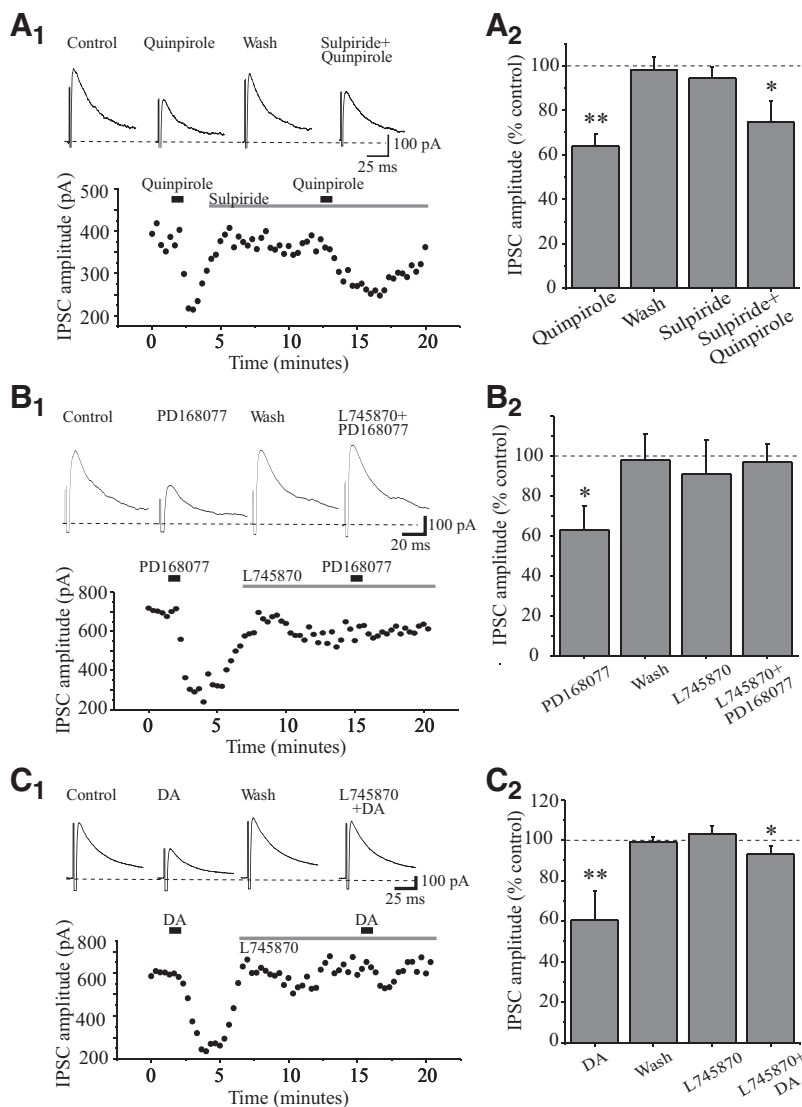 A1
Control Quinpirole Wash Sulpiride+
Quinpirole
100 pA
25 ms
IPSC amplitude (pA)
500
400
300
200
Quinpirole
Sulpiride
Quinpirole
0 5 10 15 20
Time (minutes)
A2
IPSC amplitude (% control)
100
80
60
40
20
0
**
*
Quinpirole
Wash
Sulpiride
Sulpiride+
Quinpirole
B1
Control PD168077 Wash L745870+
PD168077
100 pA
20 ms
IPSC amplitude (pA)
800
600
400
200
PD168077
L745870
PD168077
0 5 10 15 20
Time (minutes)
B2
IPSC amplitude (% control)
100
80
60
40
20
0
*
PD168077
Wash
L745870
L745870+
PD168077
C1
Control DA Wash L745870
+DA
100 pA
25 ms
IPSC amplitude (pA)
800
600
400
200
DA
L745870
DA
0 5 10 15 20
Time (minutes)
C2
IPSC amplitude (% control)
120
100
80
60
40
20
0
**
*
DA
Wash
L745870
L745870+
DA